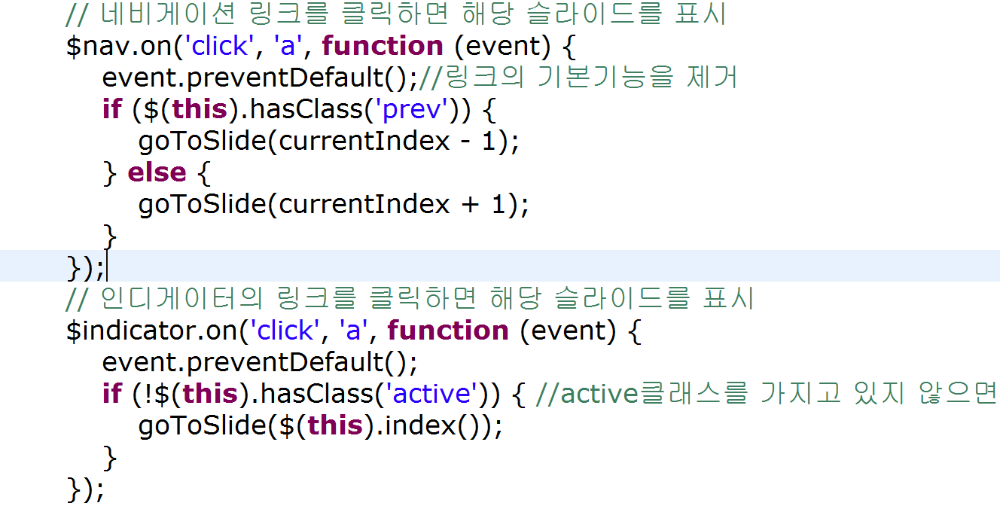 // 네비게이션 링크를 클릭하면 해당 슬라이드를 표시
$nav.on('click', 'a', function (event) {
event.preventDefault();//링크의 기본기능을 제거
if ($(this).hasClass('prev')) {
goToSlide(currentIndex - 1);
} else {
goToSlide(currentIndex + 1);
}
});
// 인디게이터의 링크를 클릭하면 해당 슬라이드를 표시
$indicator.on('click', 'a', function (event) {
event.preventDefault();
if (!$(this).hasClass('active')) { //active클래스를 가지고 있지 않으면
goToSlide($(this).index());
}
});